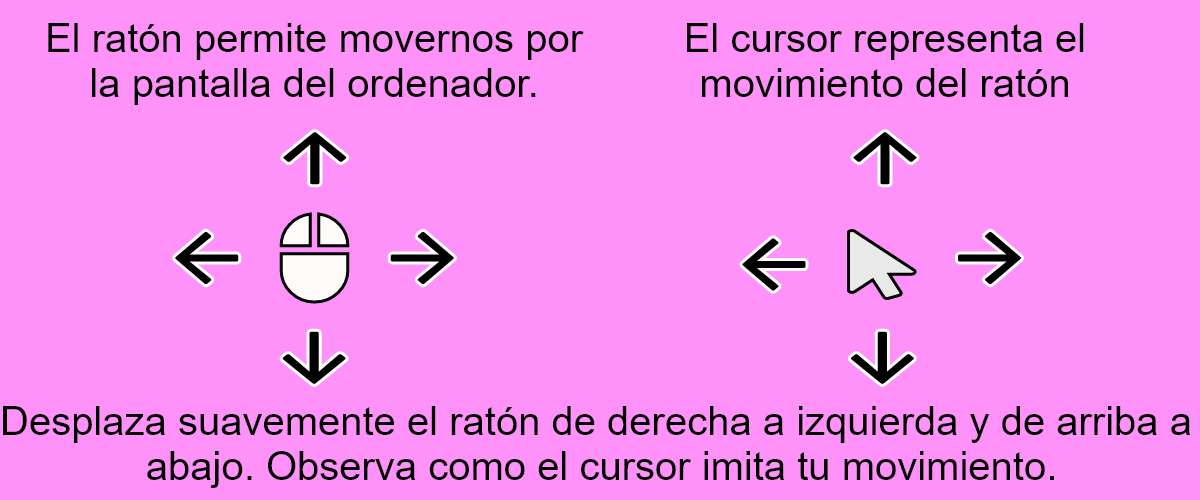 El ratón permite movernos por
la pantalla del ordenador.
El cursor representa el
movimiento del ratón
Desplaza suavemente el ratón de derecha a izquierda y de arriba a
abajo. Observa como el cursor imita tu movimiento.